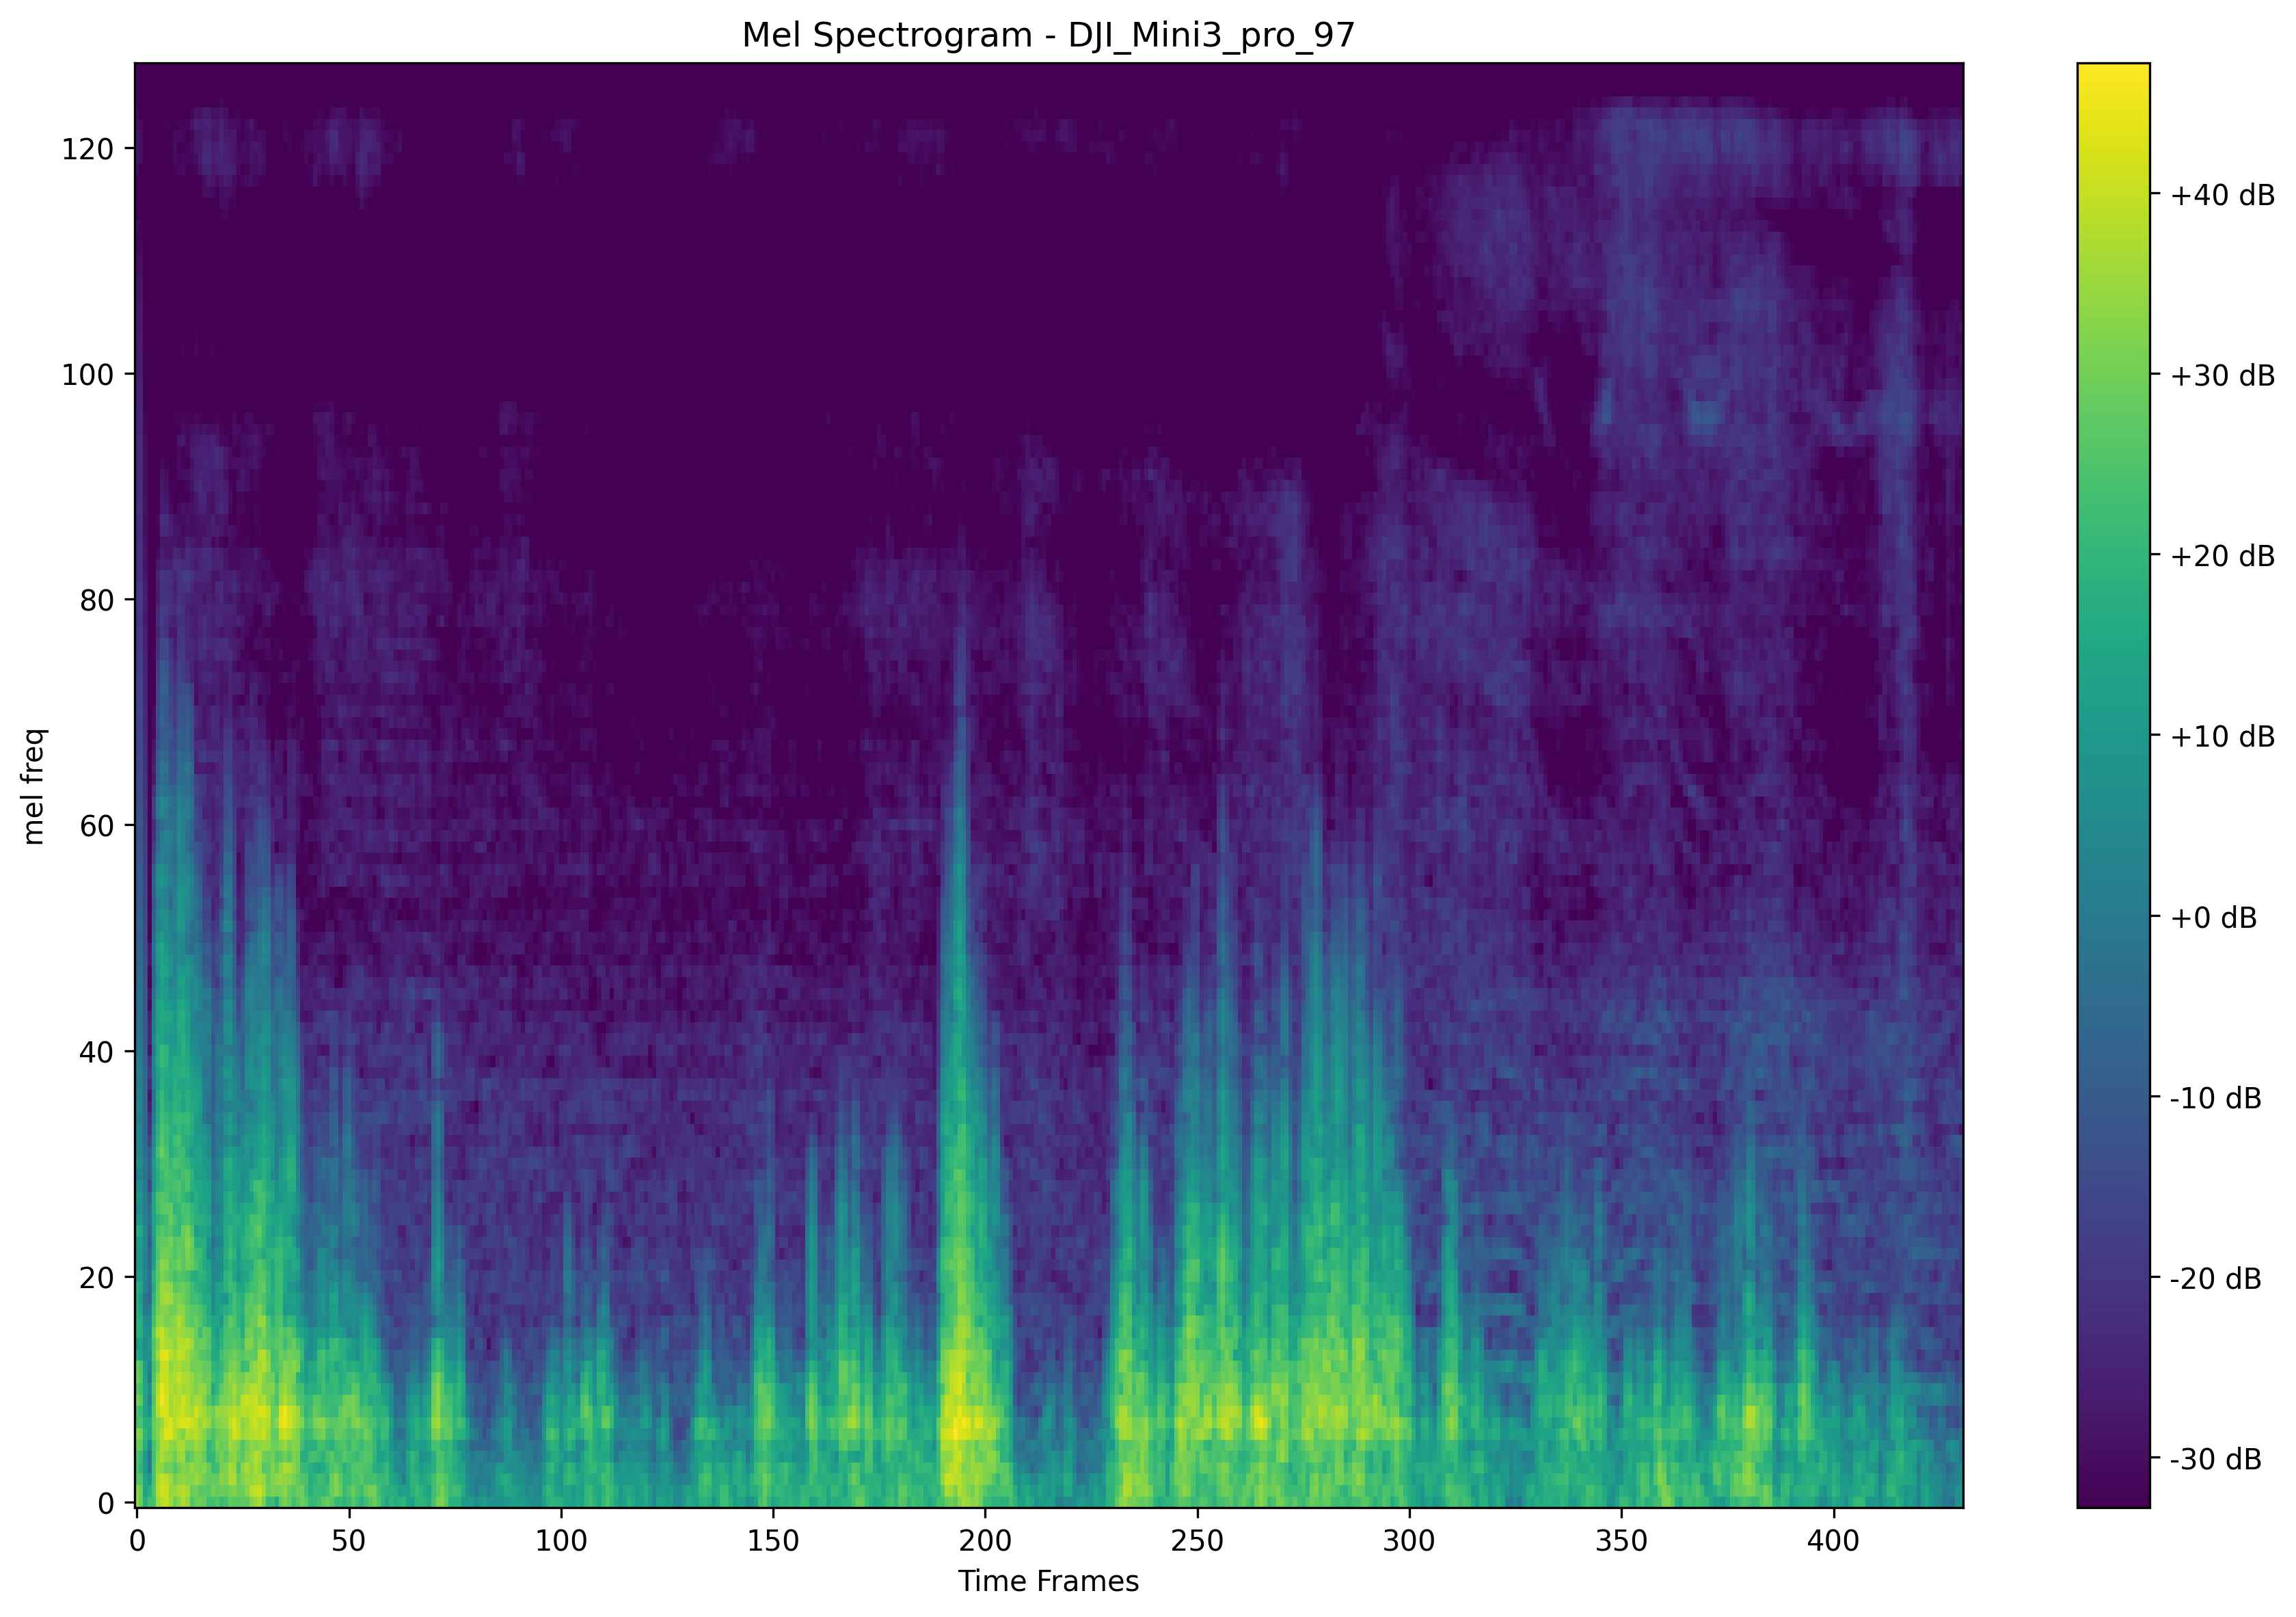 Mel Spectrogram - DJI_Mini3_pro_97
mel freq
120
100
80
60
40
20
0
0 50 100 150 200 250 300 350 400
Time Frames
+40 dB
+30 dB
+20 dB
+10 dB
+0 dB
-10 dB
-20 dB
-30 dB